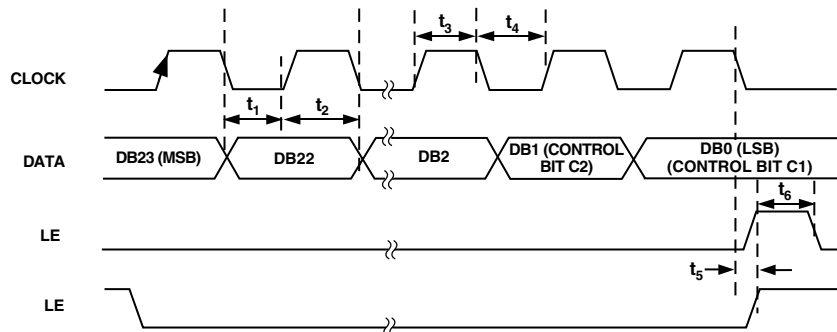 t3
t4
CLOCK
t1
t2
DATA
DB23 (MSB)
DB22
DB2
DB1 (CONTROL
BIT C2)
DB0 (LSB)
(CONTROL BIT C1)
t6
LE
t5
LE